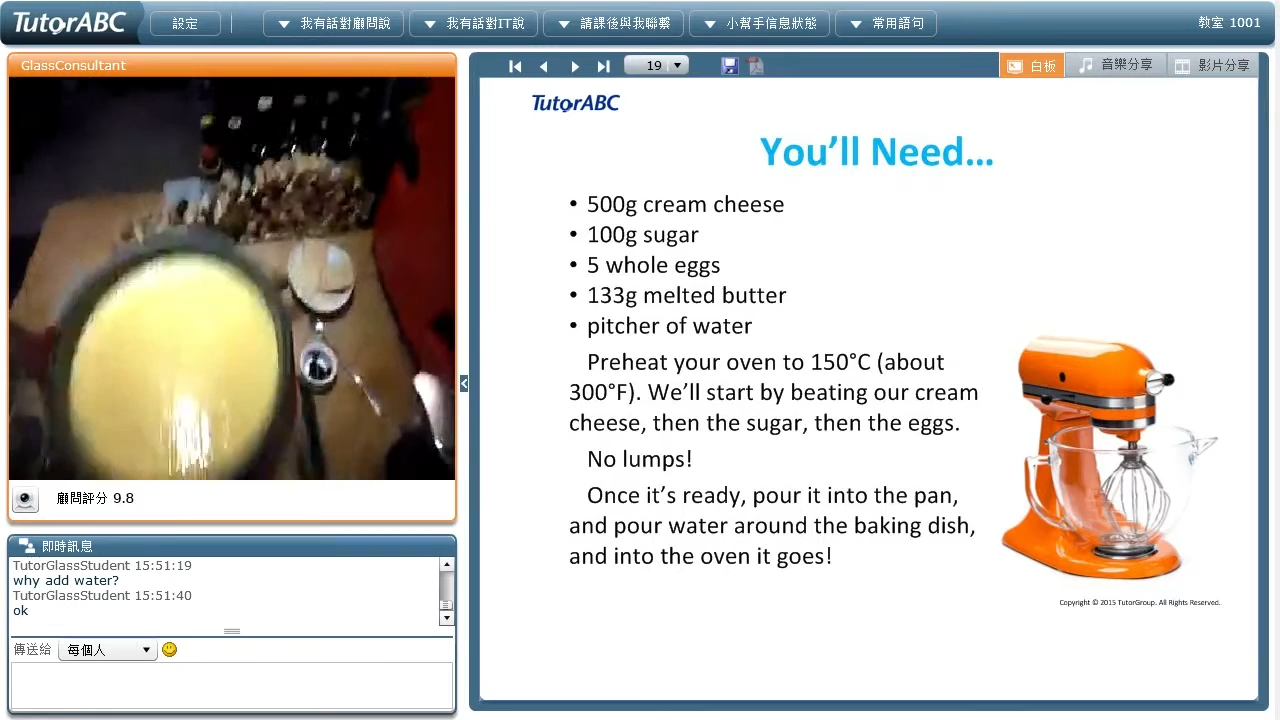 TutorABC
設定
我有話對顧問說
我有話對IT說
請課後與我聯繫
小幫手信息狀態
常用語句
教室 1001
GlassConsultant
顧問評分 9.8
即時訊息
TutorGlassStudent 15:51:19
why add water?
TutorGlassStudent 15:51:40
ok
傳送給
每個人
19
白板
音樂分享
影片分享
TutorABC
You'll Need…
• 500g cream cheese
• 100g sugar
• 5 whole eggs
• 133g melted butter
• pitcher of water
Preheat your oven to 150°C (about
300°F). We'll start by beating our cream
cheese, then the sugar, then the eggs.
No lumps!
Once it's ready, pour it into the pan,
and pour water around the baking dish,
and into the oven it goes!
Copyright © 2015 TutorGroup. All Rights Reserved.